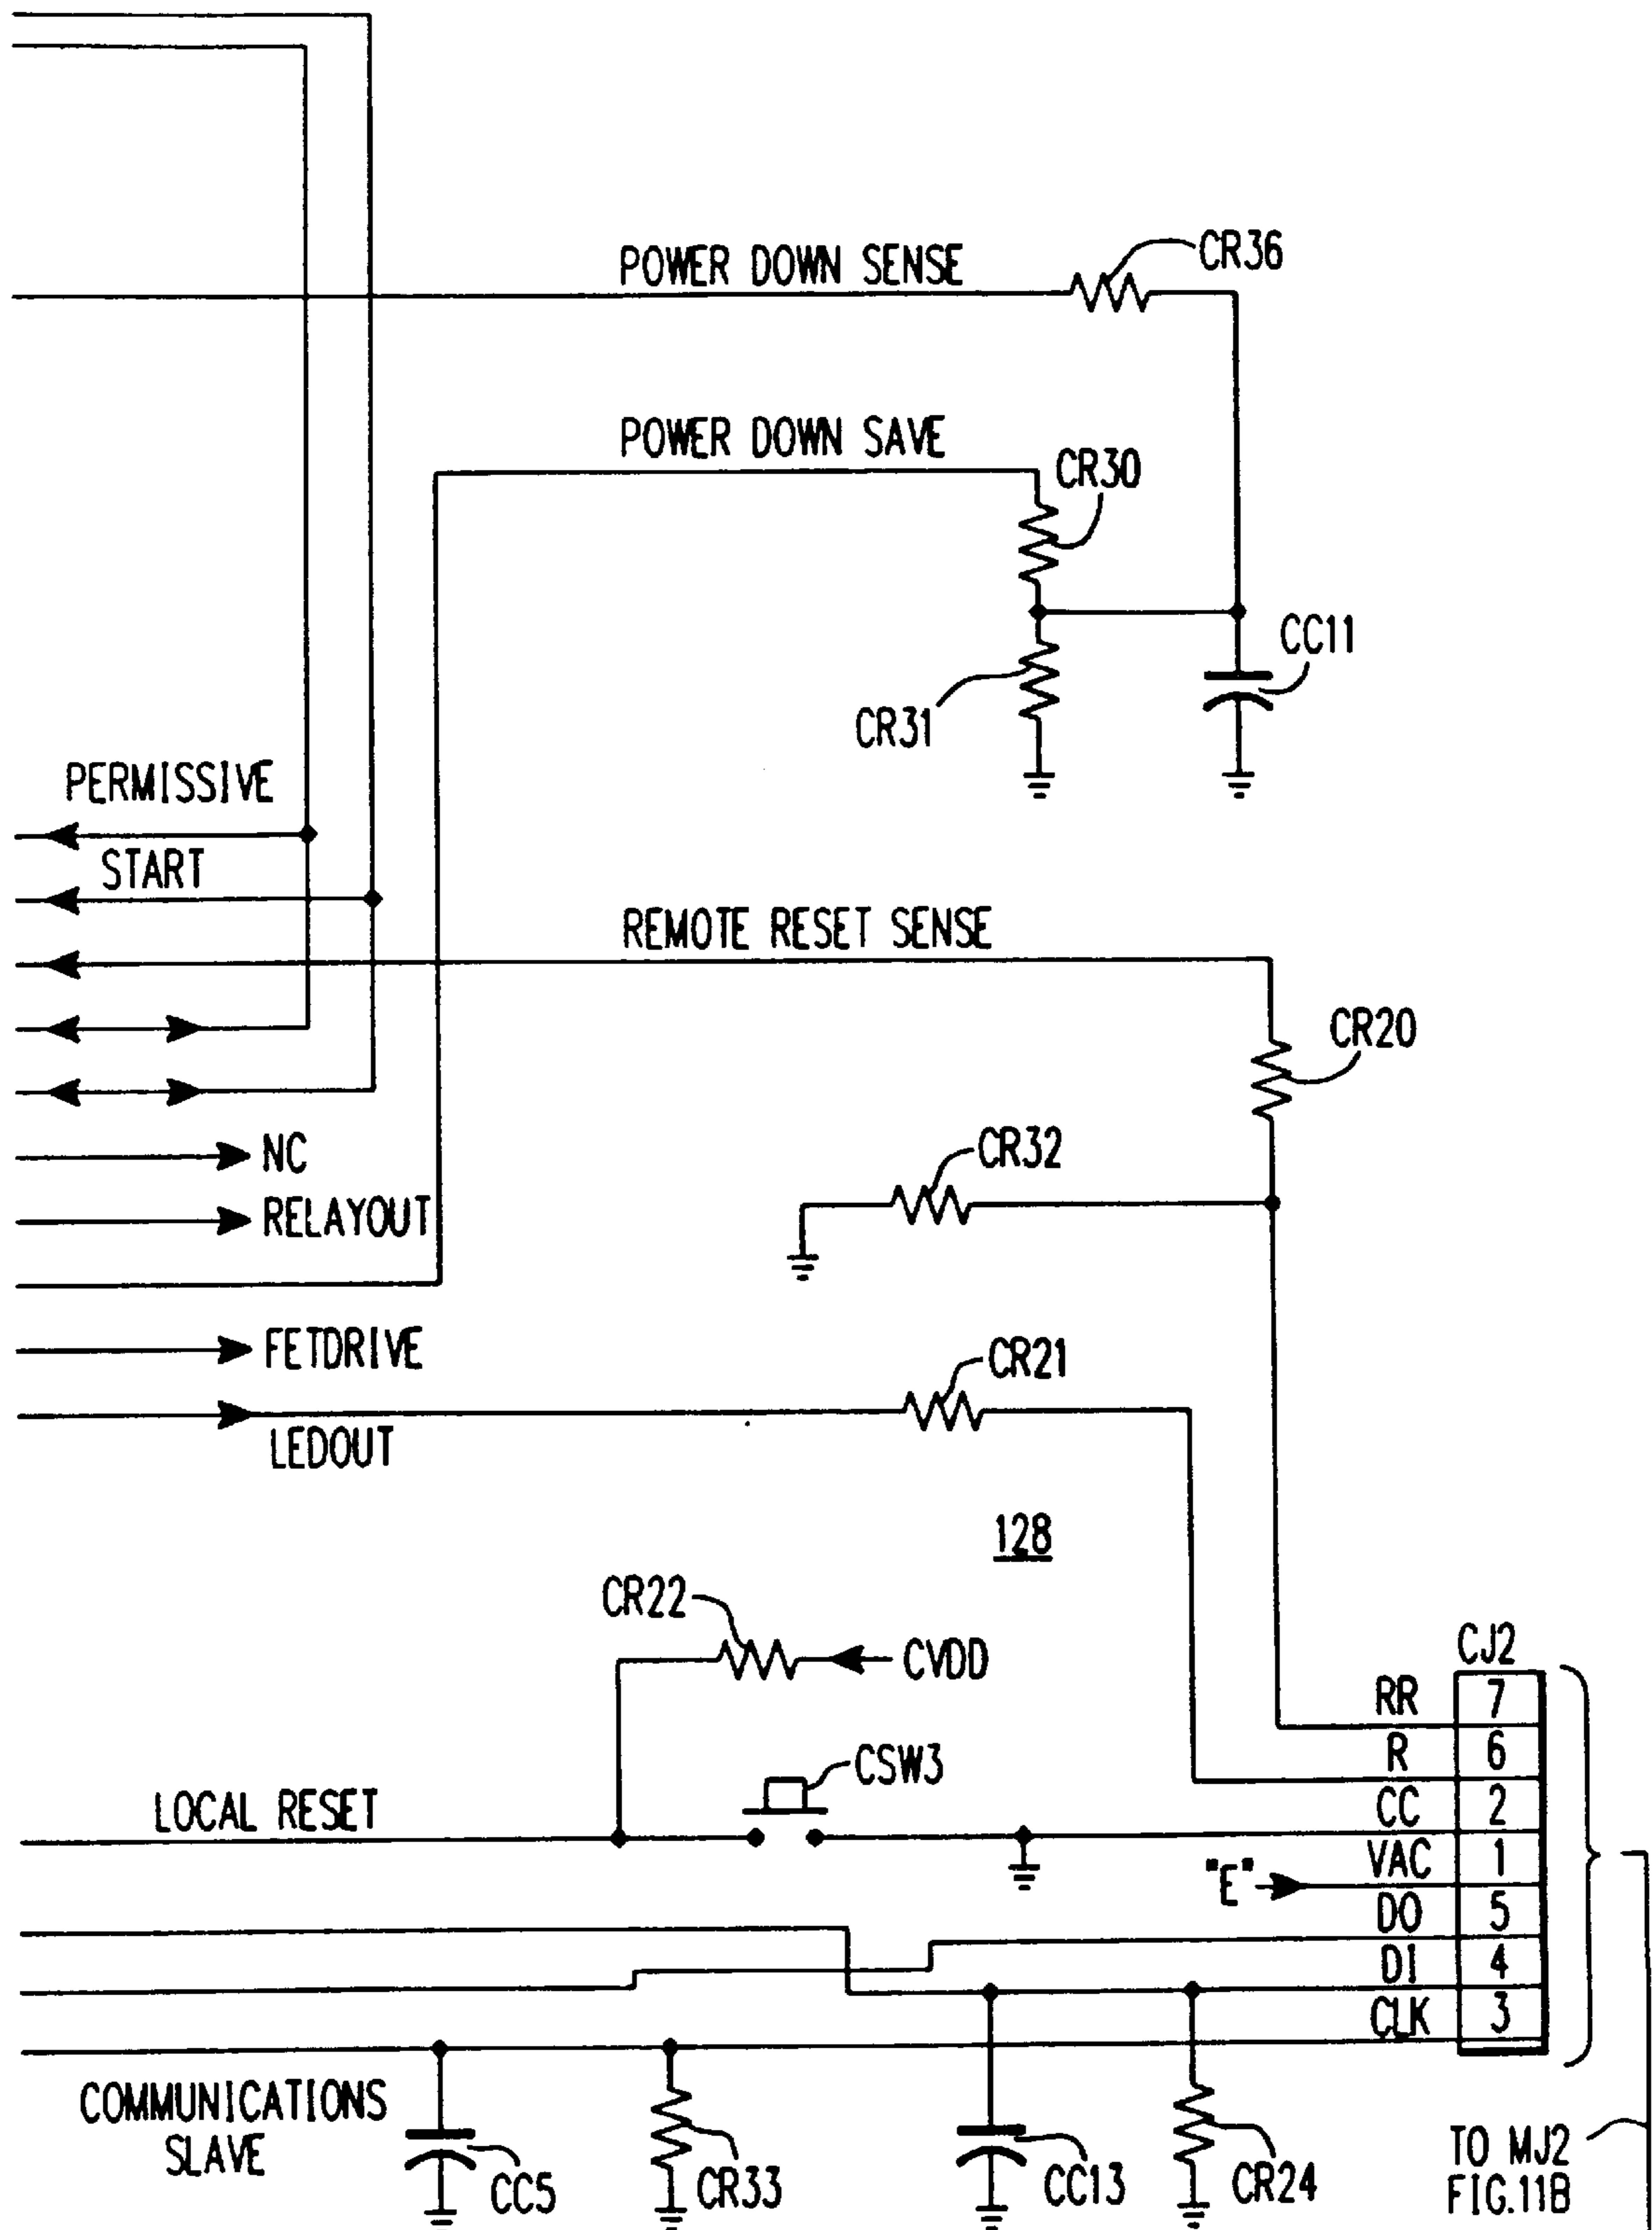 POWER DOWN SENSE
CR36
POWER DOWN SAVE
CR30
CC11
CR31
PERMISSIVE
START
REMOTE RESET SENSE
CR20
NC
CR32
RELAYOUT
FETDRIVE
CR21
LEDOUT
128
CR22
CVDD
CJ2
RR 7
R 6
CSW3
LOCAL RESET
CC 2
VAC 1
"E"
DO 5
DI 4
CLK 3
COMMUNICATIONS
SLAVE
CC5
CR33
CC13
CR24
TO MJ2
FIG.11B